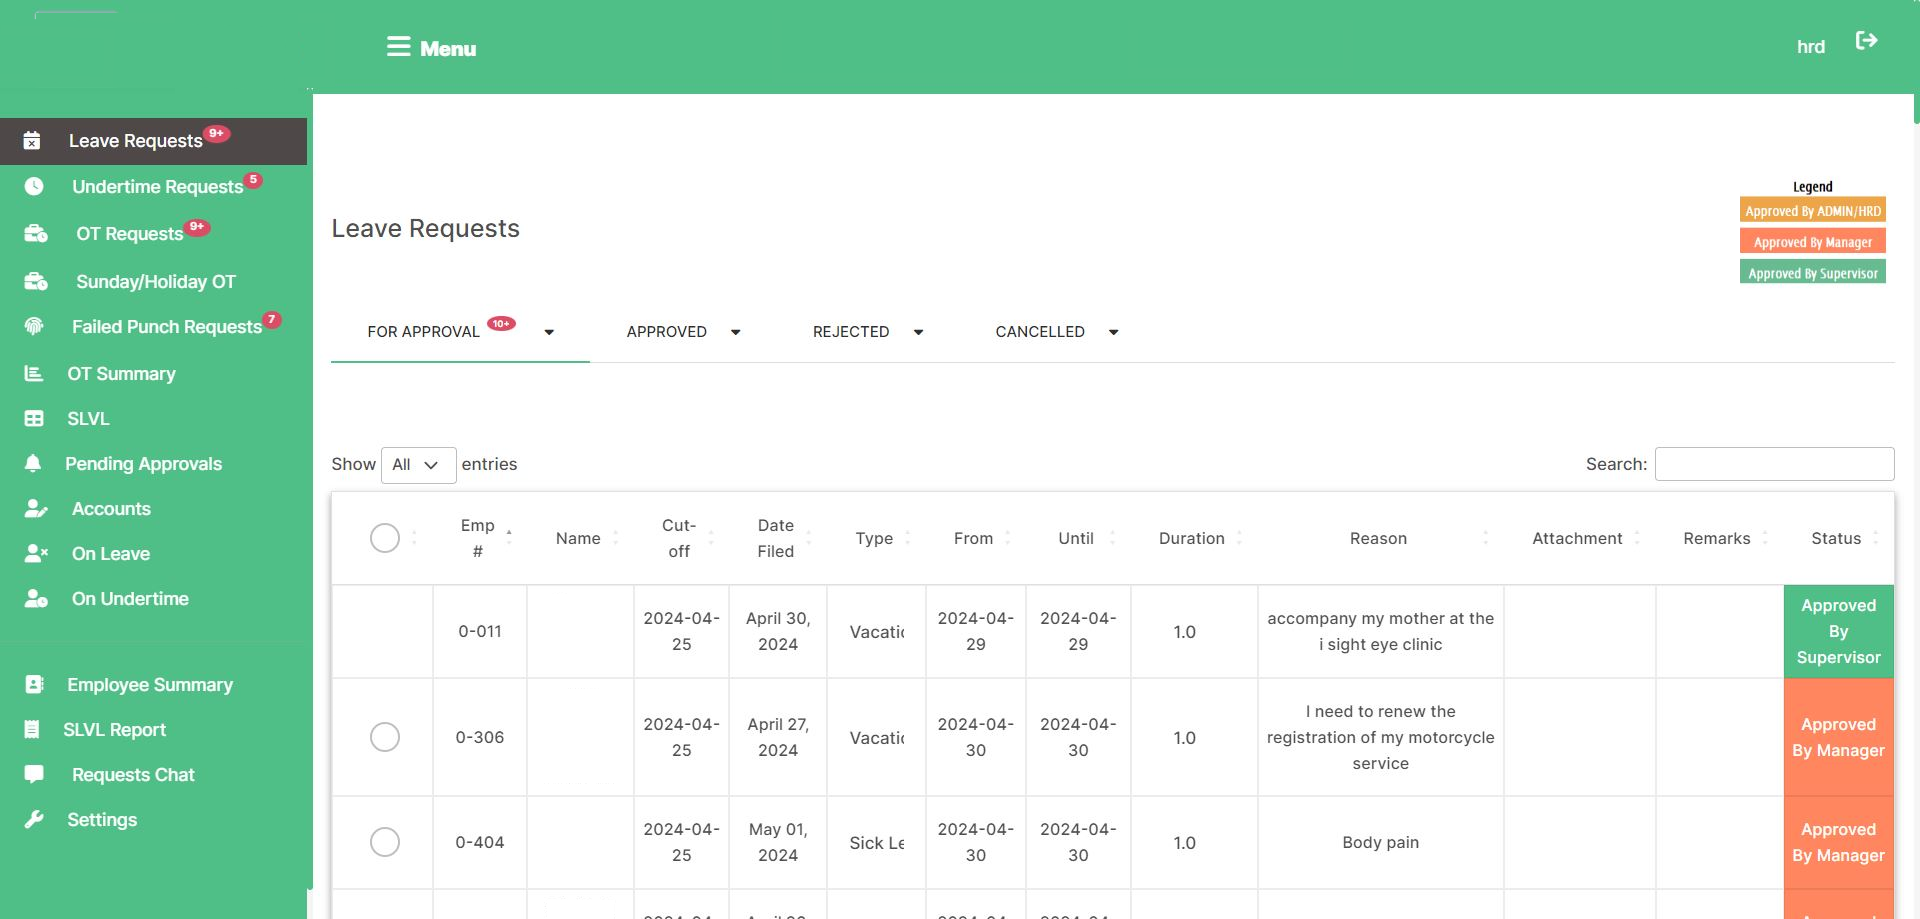 Menu
hrd
Leave Requests 9+
Undertime Requests 5
OT Requests 9+
Sunday/Holiday OT
Failed Punch Requests 7
OT Summary
SLVL
Pending Approvals
Accounts
On Leave
On Undertime
Employee Summary
SLVL Report
Requests Chat
Settings
Legend
Approved By ADMIN/HRD
Approved By Manager
Approved By Supervisor
Leave Requests
FOR APPROVAL 10+ APPROVED REJECTED CANCELLED
Show All entries
Search:
Emp
#
Name
Cut-
off
Date
Filed
Type
From
Until
Duration
Reason
Attachment
Remarks
Status
0-011
2024-04-
25
April 30,
2024
Vacatic
2024-04-
29
2024-04-
29
1.0
accompany my mother at the
i sight eye clinic
Approved
By
Supervisor
0-306
2024-04-
25
April 27,
2024
Vacatic
2024-04-
30
2024-04-
30
1.0
I need to renew the
registration of my motorcycle
service
Approved
By Manager
0-404
2024-04-
25
May 01,
2024
Sick Le
2024-04-
30
2024-04-
30
1.0
Body pain
Approved
By Manager